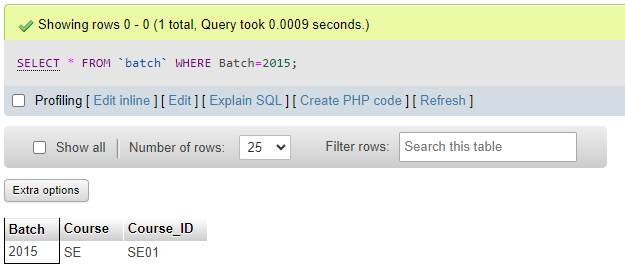 Showing rows 0 - 0 (1 total, Query took 0.0009 seconds.)
SELECT * FROM `batch` WHERE Batch=2015;
Profiling [ Edit inline ] [ Edit ] [ Explain SQL ] [ Create PHP code ] [ Refresh ]
Show all Number of rows: 25 Filter rows: Search this table
Extra options
Batch Course Course_ID
2015 SE SE01